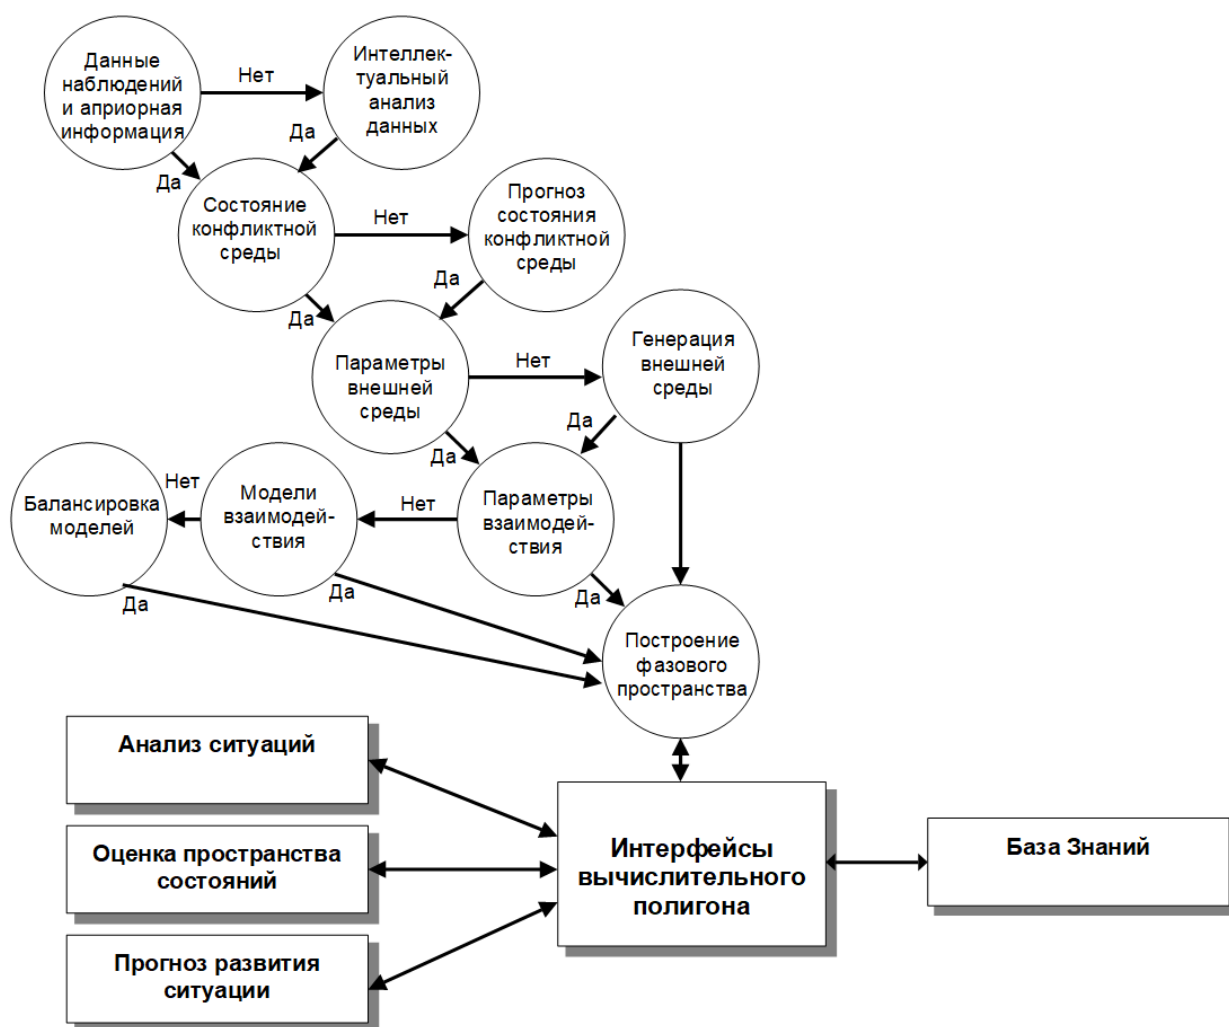 Данные
наблюдений
и априорная
информация
Нет
Интеллек-
туальный
анализ
данных
Да
Да
Состояние
конфликтной
среды
Нет
Прогноз
состояния
конфликтной
среды
Да
Да
Параметры
внешней
среды
Нет
Генерация
внешней
среды
Да
Да
Балансировка
моделей
Нет
Модели
взаимодей-
ствия
Нет
Параметры
взаимодей-
ствия
Да
Да
Да
Построение
фазового
пространства
Анализ ситуаций
Оценка пространства
состояний
Прогноз развития
ситуации
Интерфейсы
вычислительного
полигона
База Знаний